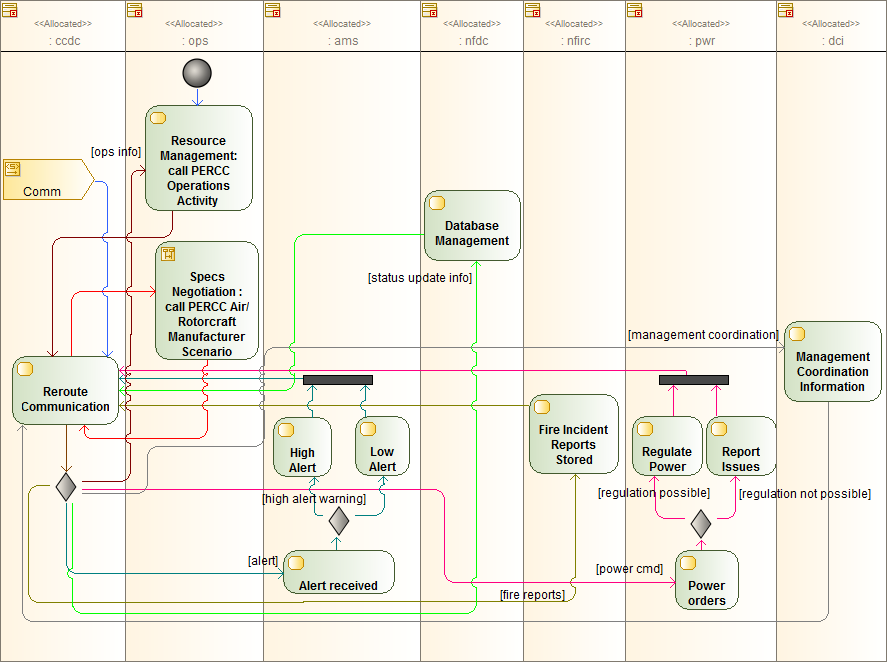 <<Allocated>>
: ccdc
<<Allocated>>
: ops
<<Allocated>>
: ams
<<Allocated>>
: nfdc
<<Allocated>>
: nfirc
<<Allocated>>
: pwr
<<Allocated>>
: dci
[ops info]
Resource
Management:
call PERCC
Operations
Activity
Comm
Database
Management
Specs
Negotiation :
call PERCC Air/
Rotorcraft
Manufacturer
Scenario
[status update info]
[management coordination]
Management
Coordination
Information
Reroute
Communication
High
Alert
Low
Alert
Fire Incident
Reports
Stored
Regulate
Power
Report
Issues
[high alert warning]
[regulation possible]
[regulation not possible]
[alert]
Alert received
[power cmd]
Power
orders
[fire reports]